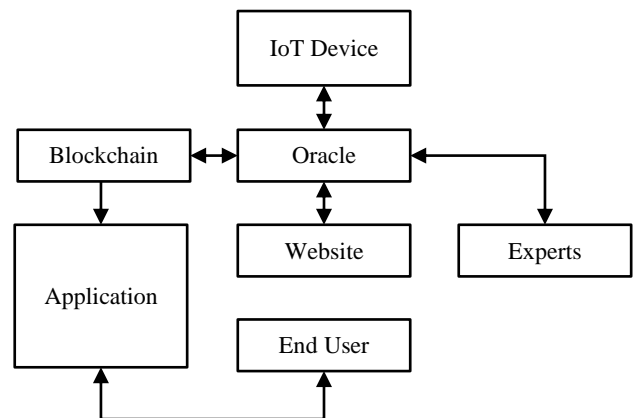 IoT Device
Blockchain
Oracle
Website
Experts
Application
End User